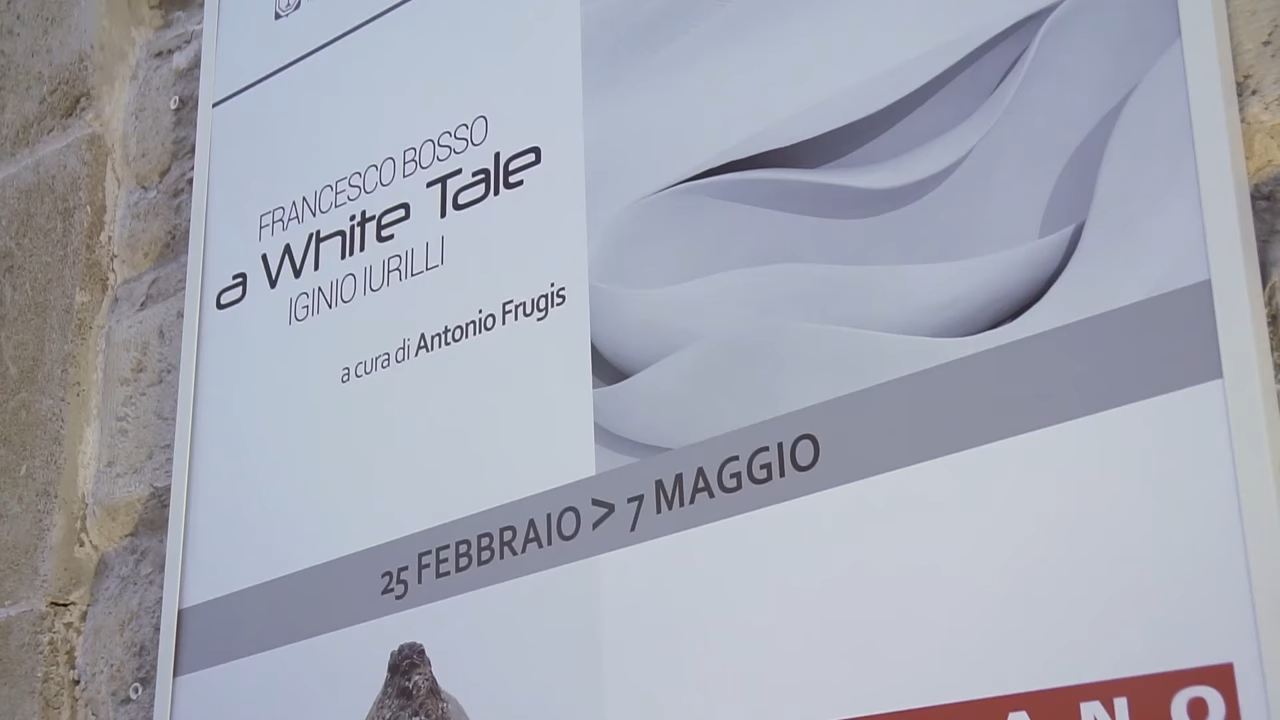 FRANCESCO BOSSO
a White Tale
IGINIO IURILLI
a cura di Antonio Frugis
25 FEBBRAIO > 7 MAGGIO